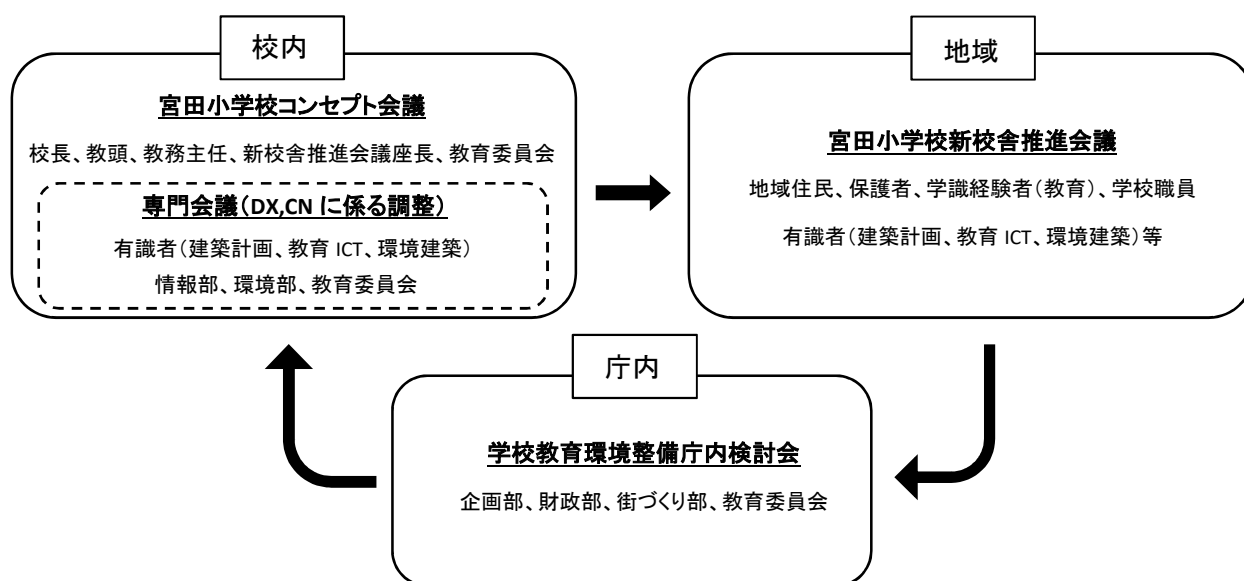 校内
宮田小学校コンセプト会議
校長、教頭、教務主任、新校舎推進会議座長、教育委員会
専門会議（DX,CN に係る調整）
有識者（建築計画、教育 ICT、環境建築）
情報部、環境部、教育委員会
地域
宮田小学校新校舎推進会議
地域住民、保護者、学識経験者（教育）、学校職員
有識者（建築計画、教育 ICT、環境建築）等
庁内
学校教育環境整備庁内検討会
企画部、財政部、街づくり部、教育委員会